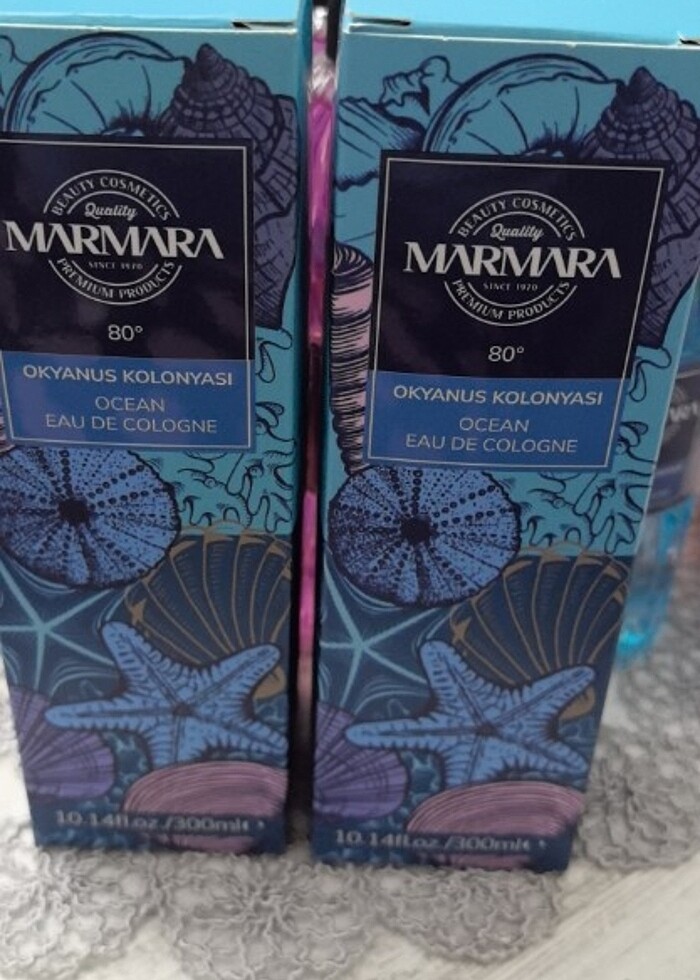 BEAUTY COSMETICS
Quality
MARMARA
SINCE 1970
PREMIUM PRODUCTS
80°
OKYANUS KOLONYASI
OCEAN
EAU DE COLOGNE
10.14fl.oz./300ml℮
BEAUTY COSMETICS
Quality
MARMARA
SINCE 1970
PREMIUM PRODUCTS
80°
OKYANUS KOLONYASI
OCEAN
EAU DE COLOGNE
10.14fl.oz./300ml℮